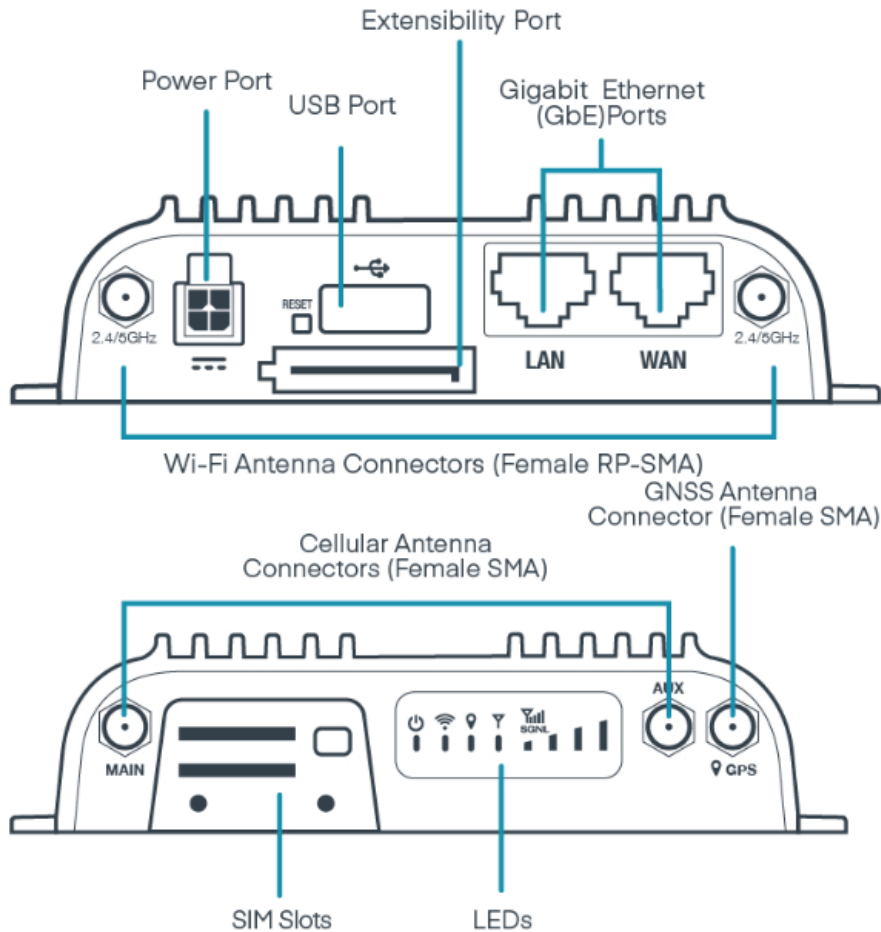 Extensibility Port
Power Port
USB Port
Gigabit Ethernet
(GbE)Ports
RESET
2.4/5GHz
LAN
WAN
2.4/5GHz
Wi-Fi Antenna Connectors (Female RP-SMA)
GNSS Antenna
Connector (Female SMA)
Cellular Antenna
Connectors (Female SMA)
AUX
SGNL
MAIN
GPS
SIM Slots
LEDs